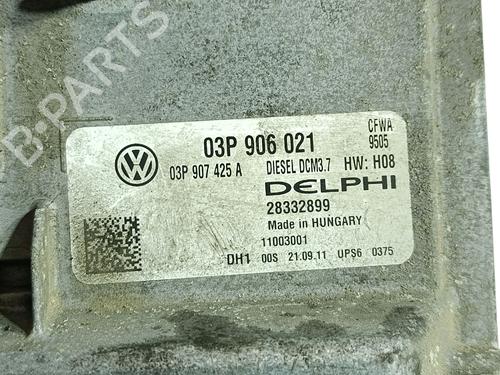 B-PARTS
03P 906 021
CFWA
9505
03P 907 425 A DIESEL DCM3.7 HW: H08
DELPHI
28332899
Made in HUNGARY
11003001
DH1 00S 21.09.11 UPS6 0375